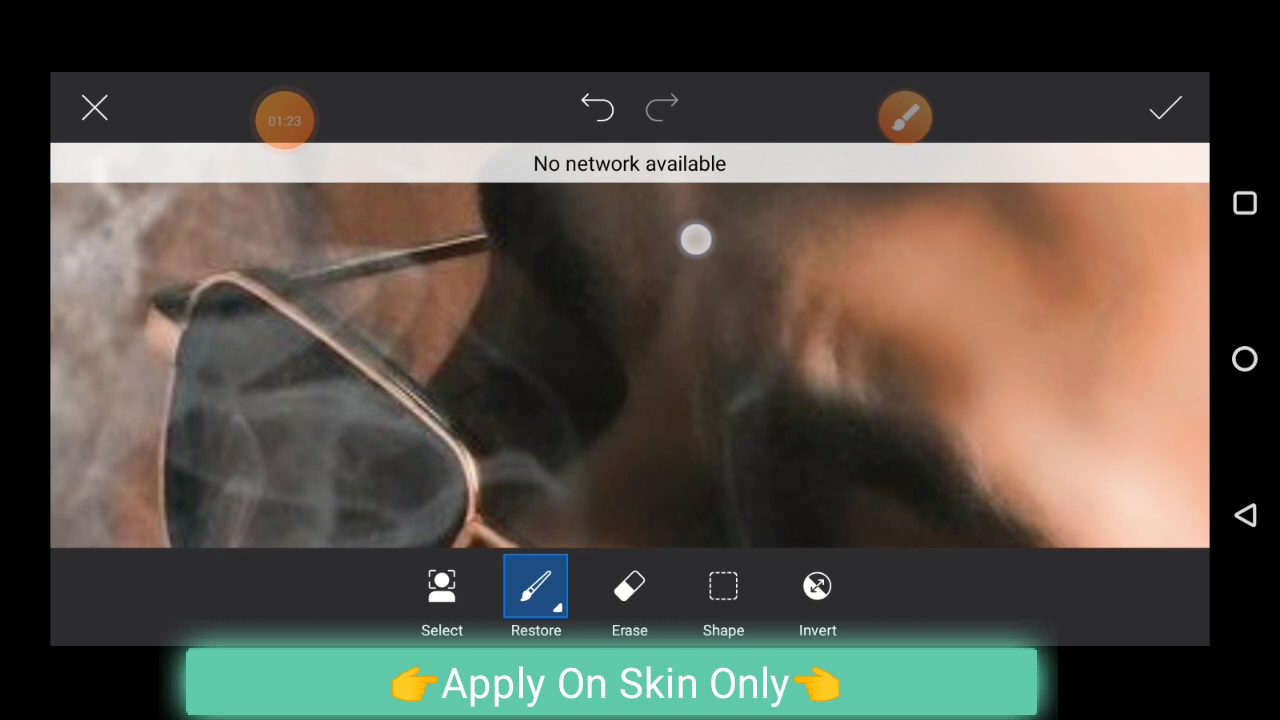 01:23
No network available
Select
Restore
Erase
Shape
Invert
👉Apply On Skin Only👈